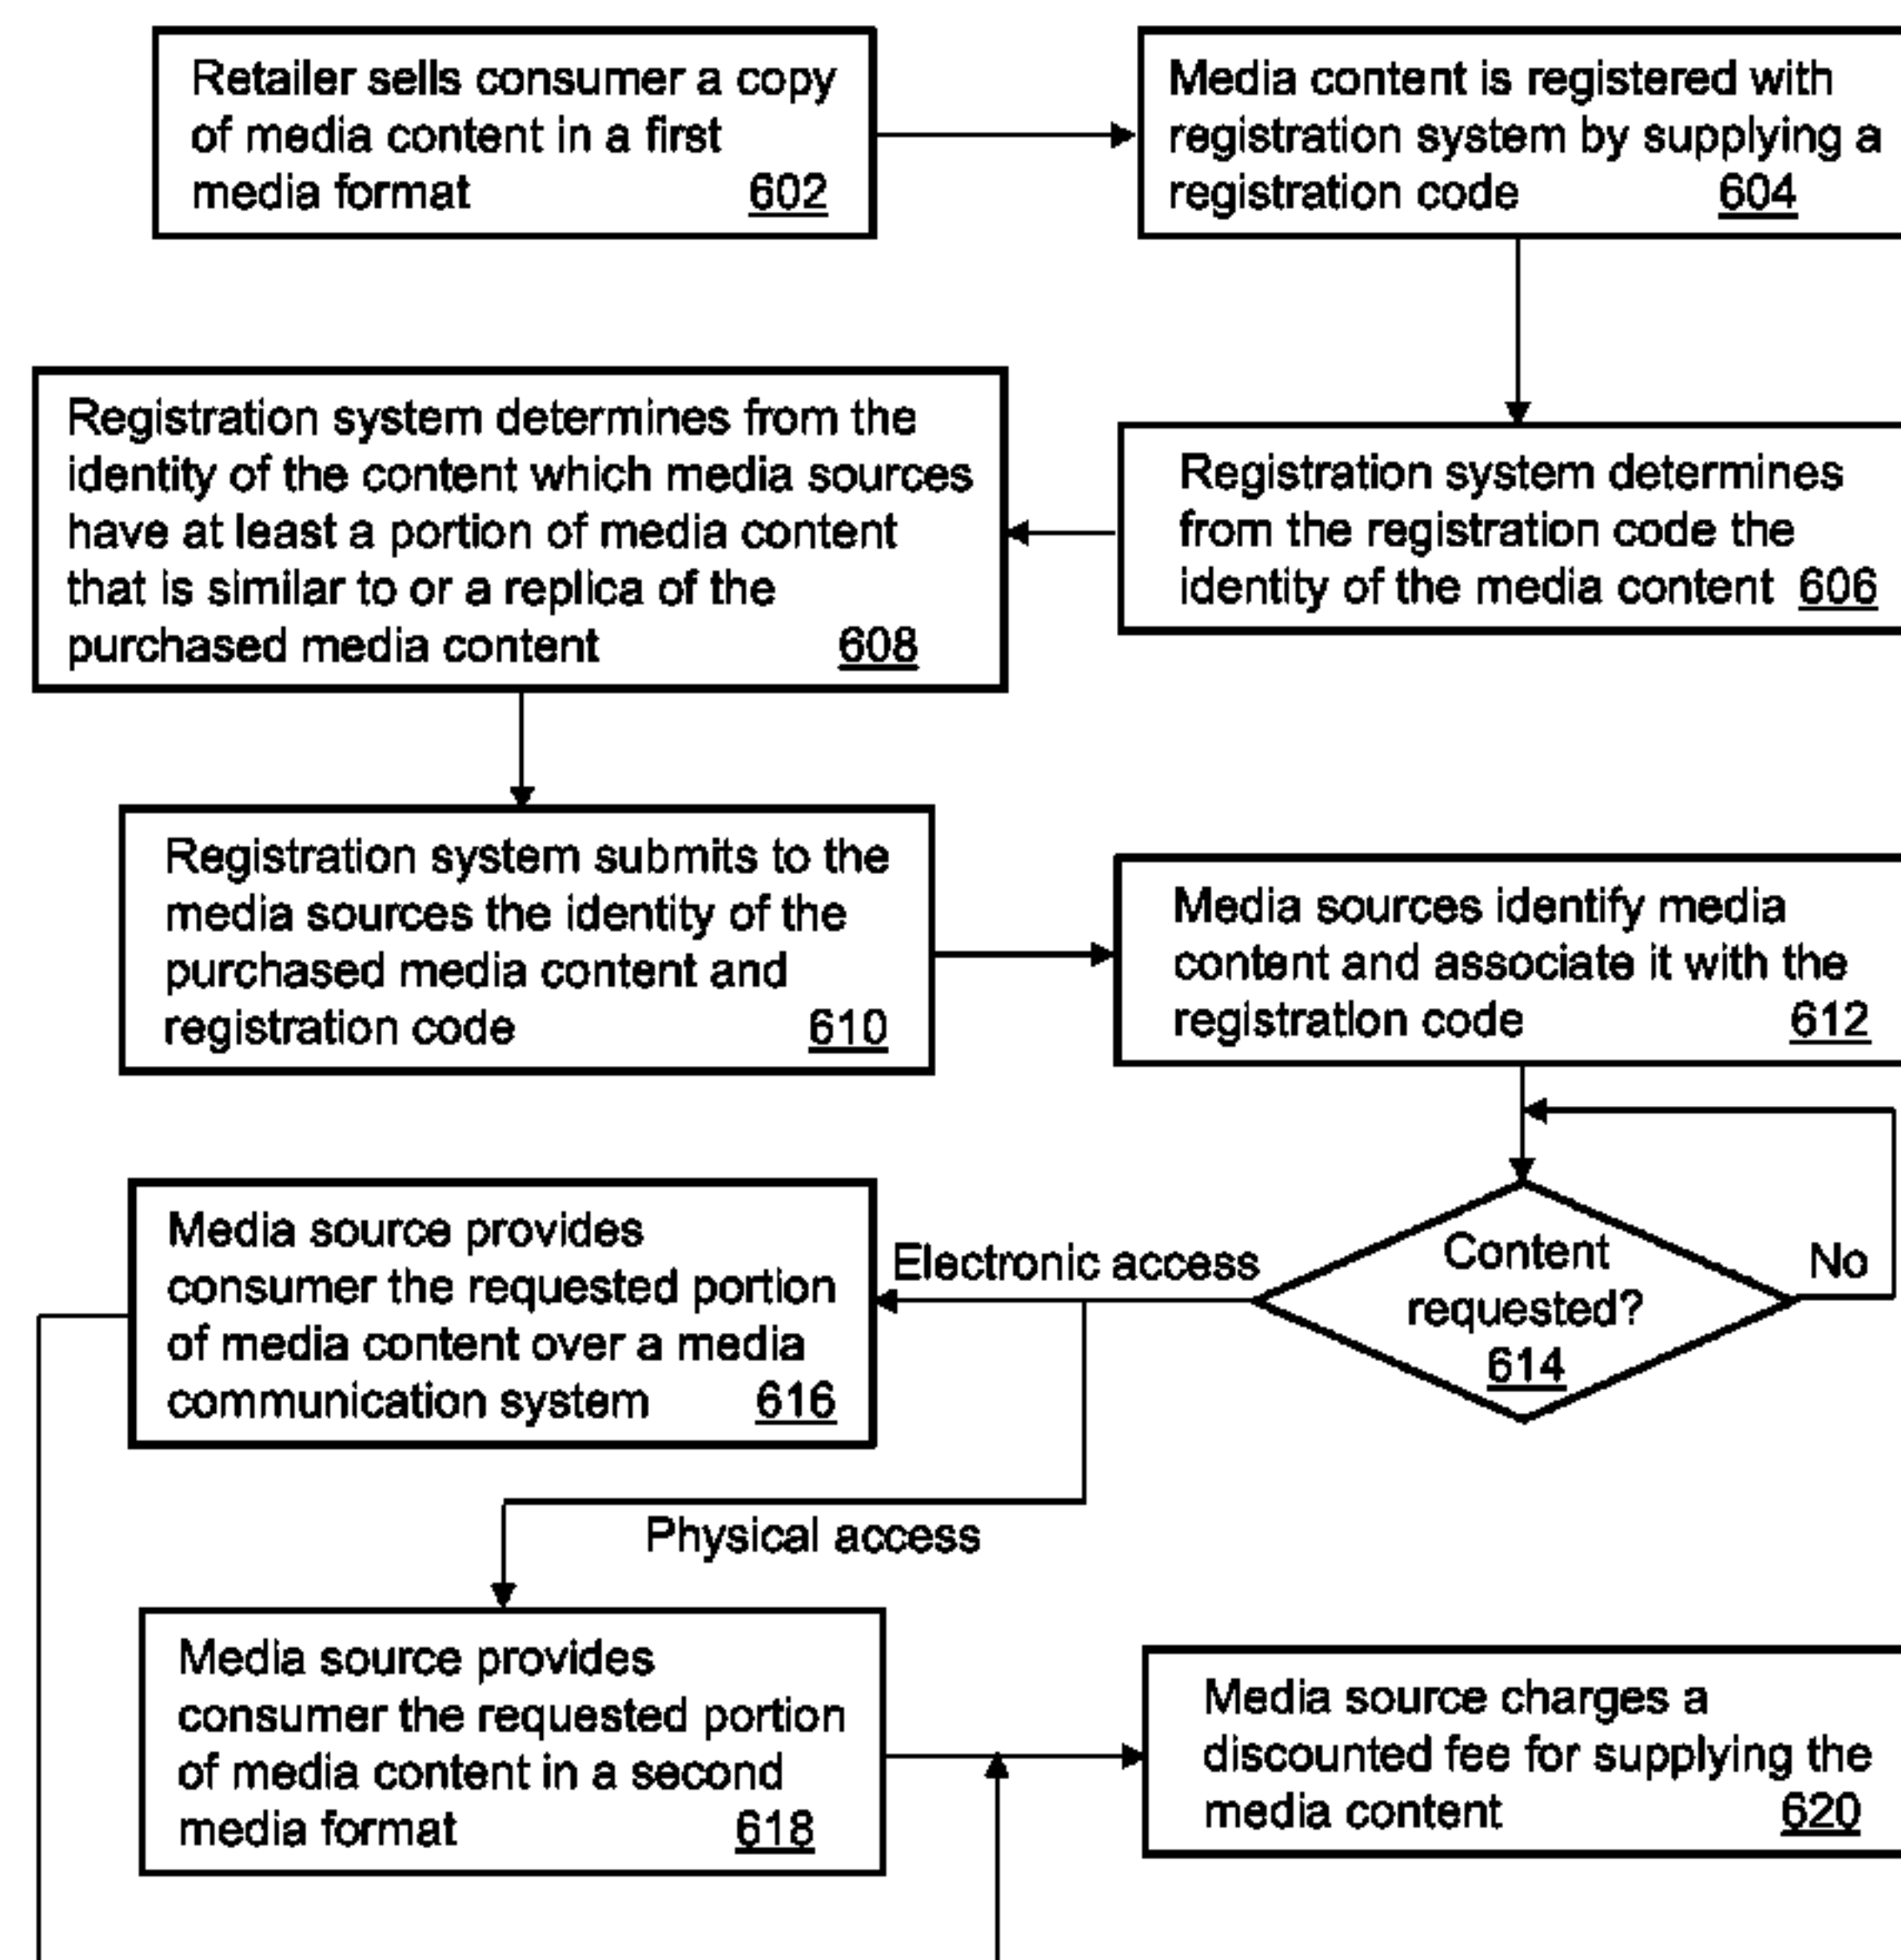 Retailer sells consumer a copy
of media content in a first
media format 602
Media content is registered with
registration system by supplying a
registration code 604
Registration system determines
from the registration code the
identity of the media content 606
Registration system determines from the
identity of the content which media sources
have at least a portion of media content
that is similar to or a replica of the
purchased media content 608
Registration system submits to the
media sources the identity of the
purchased media content and
registration code 610
Media sources identify media
content and associate it with the
registration code 612
Content
requested?
614
No
Electronic access
Media source provides
consumer the requested portion
of media content over a media
communication system 616
Physical access
Media source provides
consumer the requested portion
of media content in a second
media format 618
Media source charges a
discounted fee for supplying the
media content 620